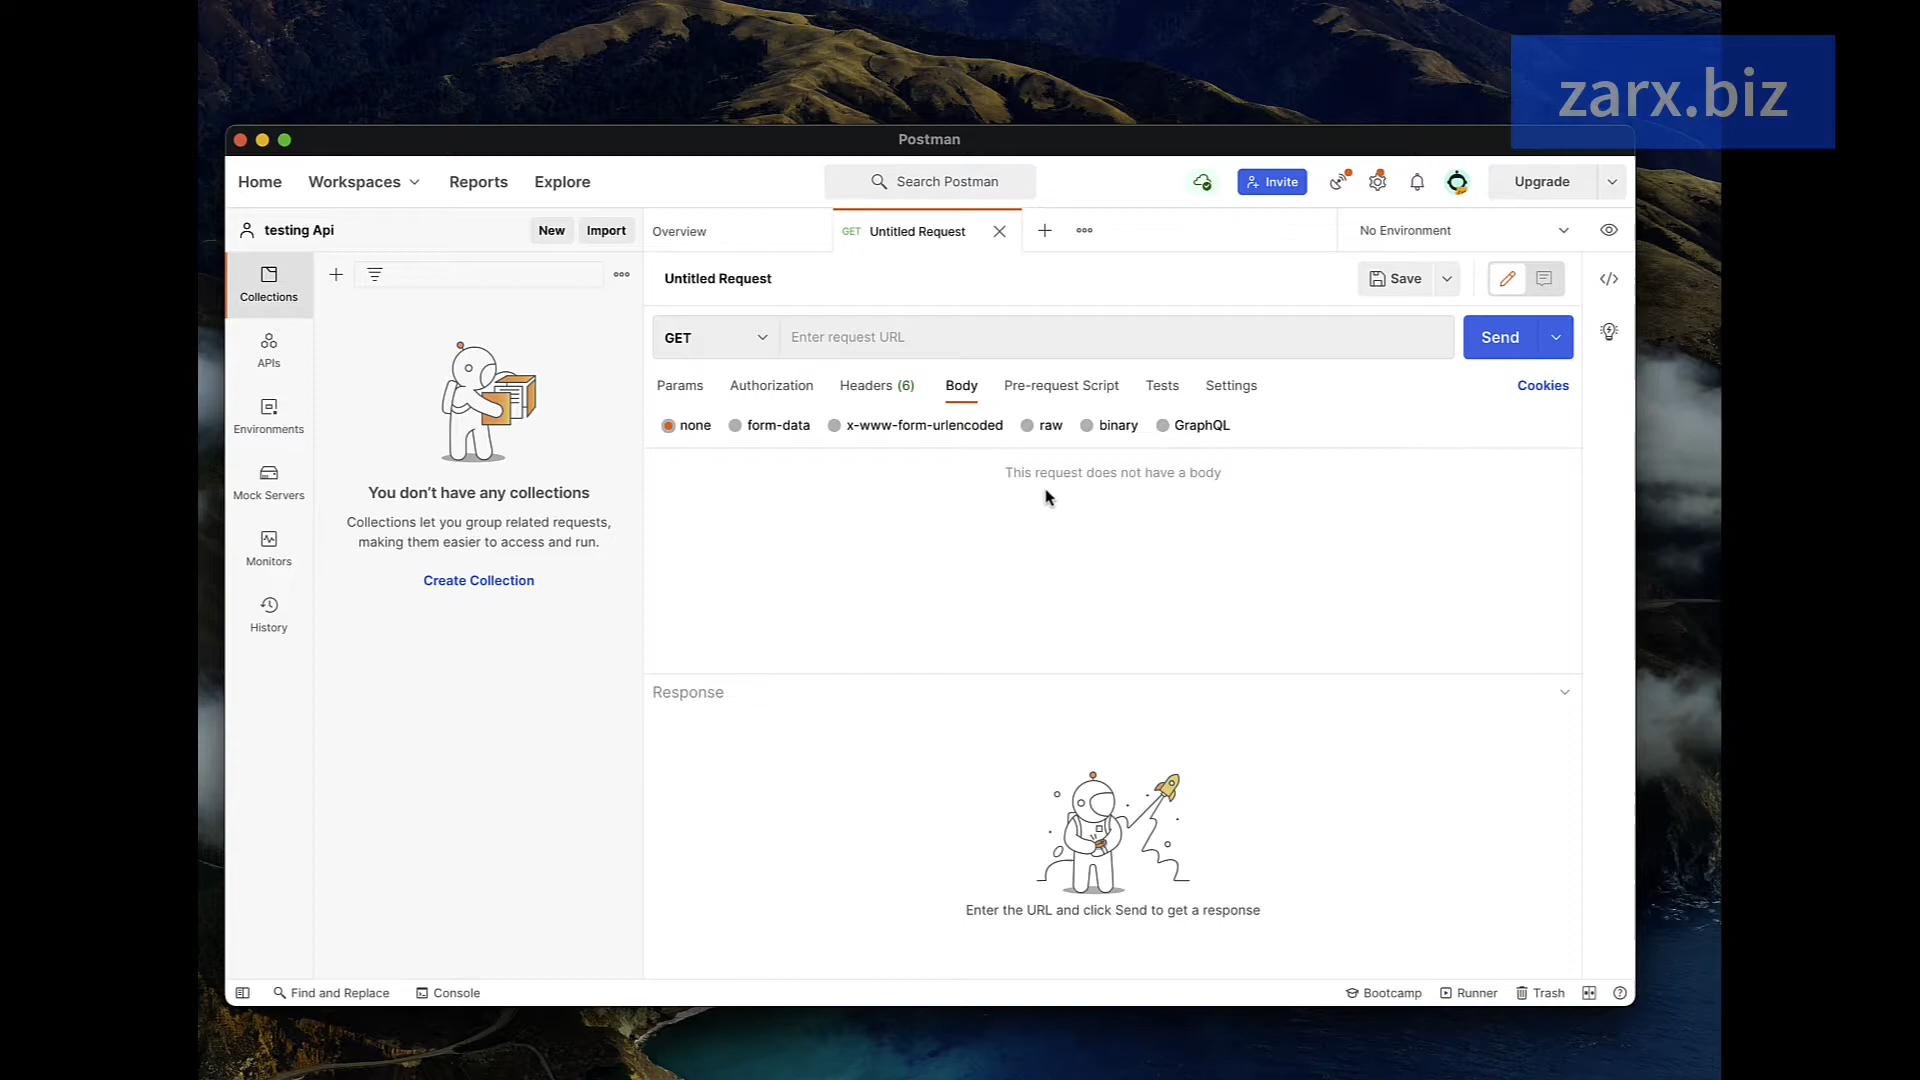 zarx.biz
Postman
Home Workspaces Reports Explore Search Postman Invite Upgrade
testing Api New Import Overview GET Untitled Request No Environment
Untitled Request Save
Collections
GET Enter request URL Send
APIs
Params Authorization Headers (6) Body Pre-request Script Tests Settings Cookies
none form-data x-www-form-urlencoded raw binary GraphQL
Environments
This request does not have a body
Mock Servers
You don’t have any collections
Collections let you group related requests,
making them easier to access and run.
Monitors
Create Collection
History
Response
Enter the URL and click Send to get a response
Find and Replace Console Bootcamp Runner Trash